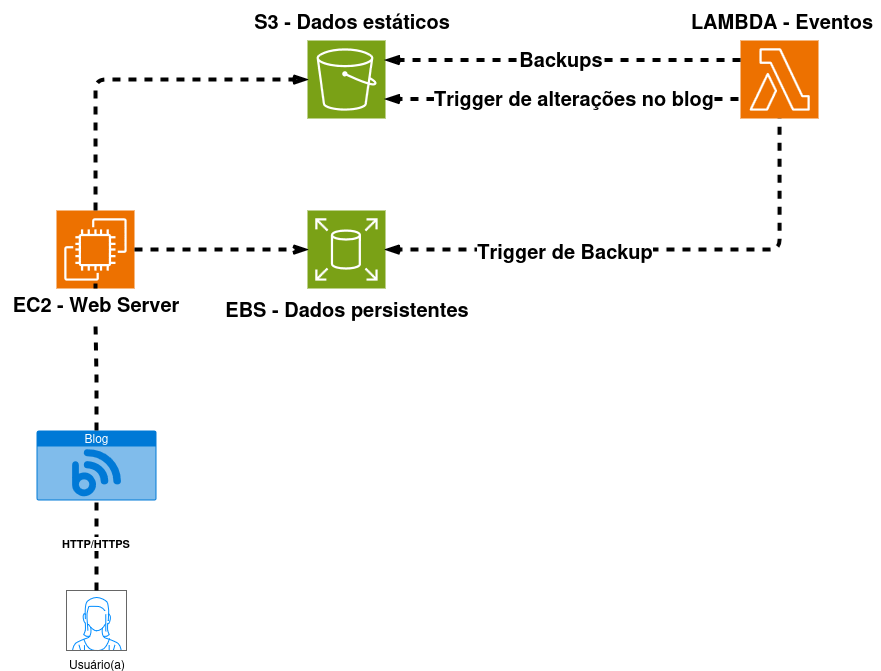 S3 - Dados estáticos
LAMBDA - Eventos
Backups
Trigger de alterações no blog
Trigger de Backup
EC2 - Web Server
EBS - Dados persistentes
Blog
HTTP/HTTPS
Usuário(a)